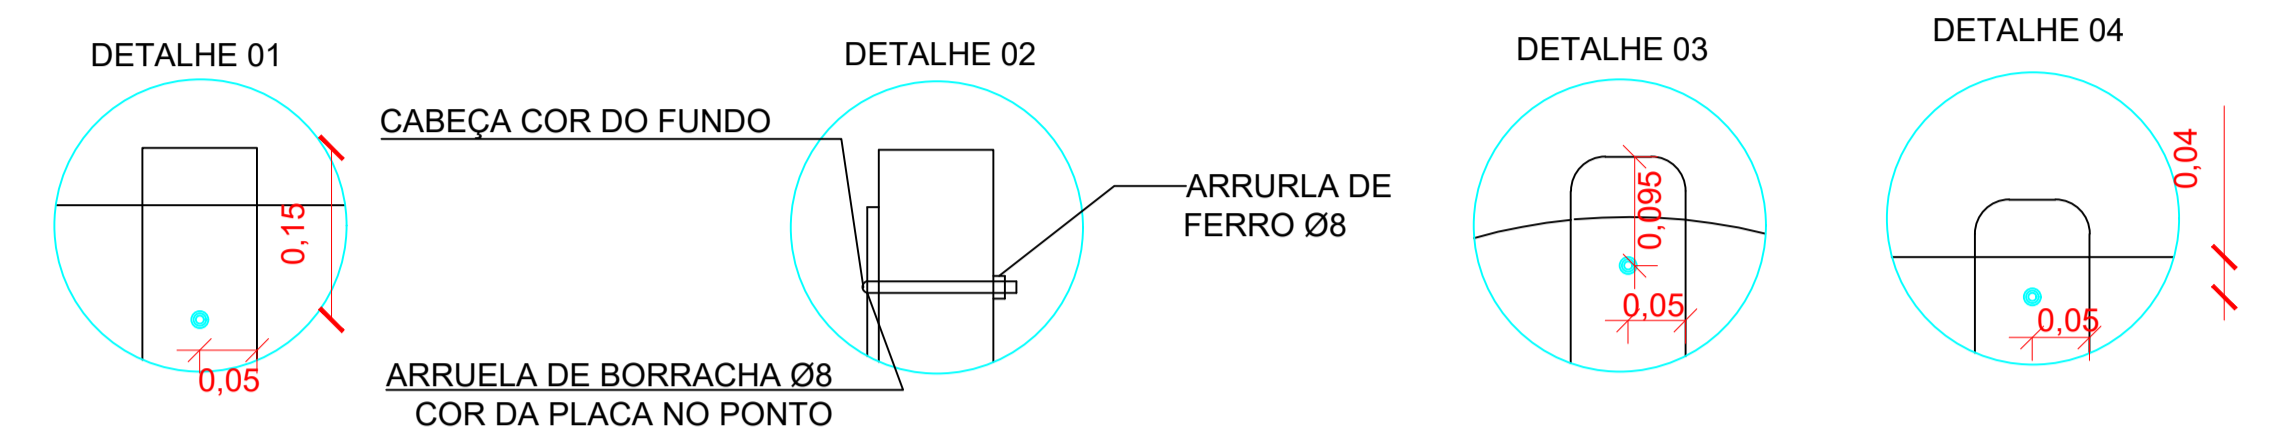 DETALHE 01
0,15
0,05
DETALHE 02
CABEÇA COR DO FUNDO
ARRURLA DE
FERRO Ø8
ARRUELA DE BORRACHA Ø8
COR DA PLACA NO PONTO
DETALHE 03
0,095
0,05
DETALHE 04
0,04
0,05